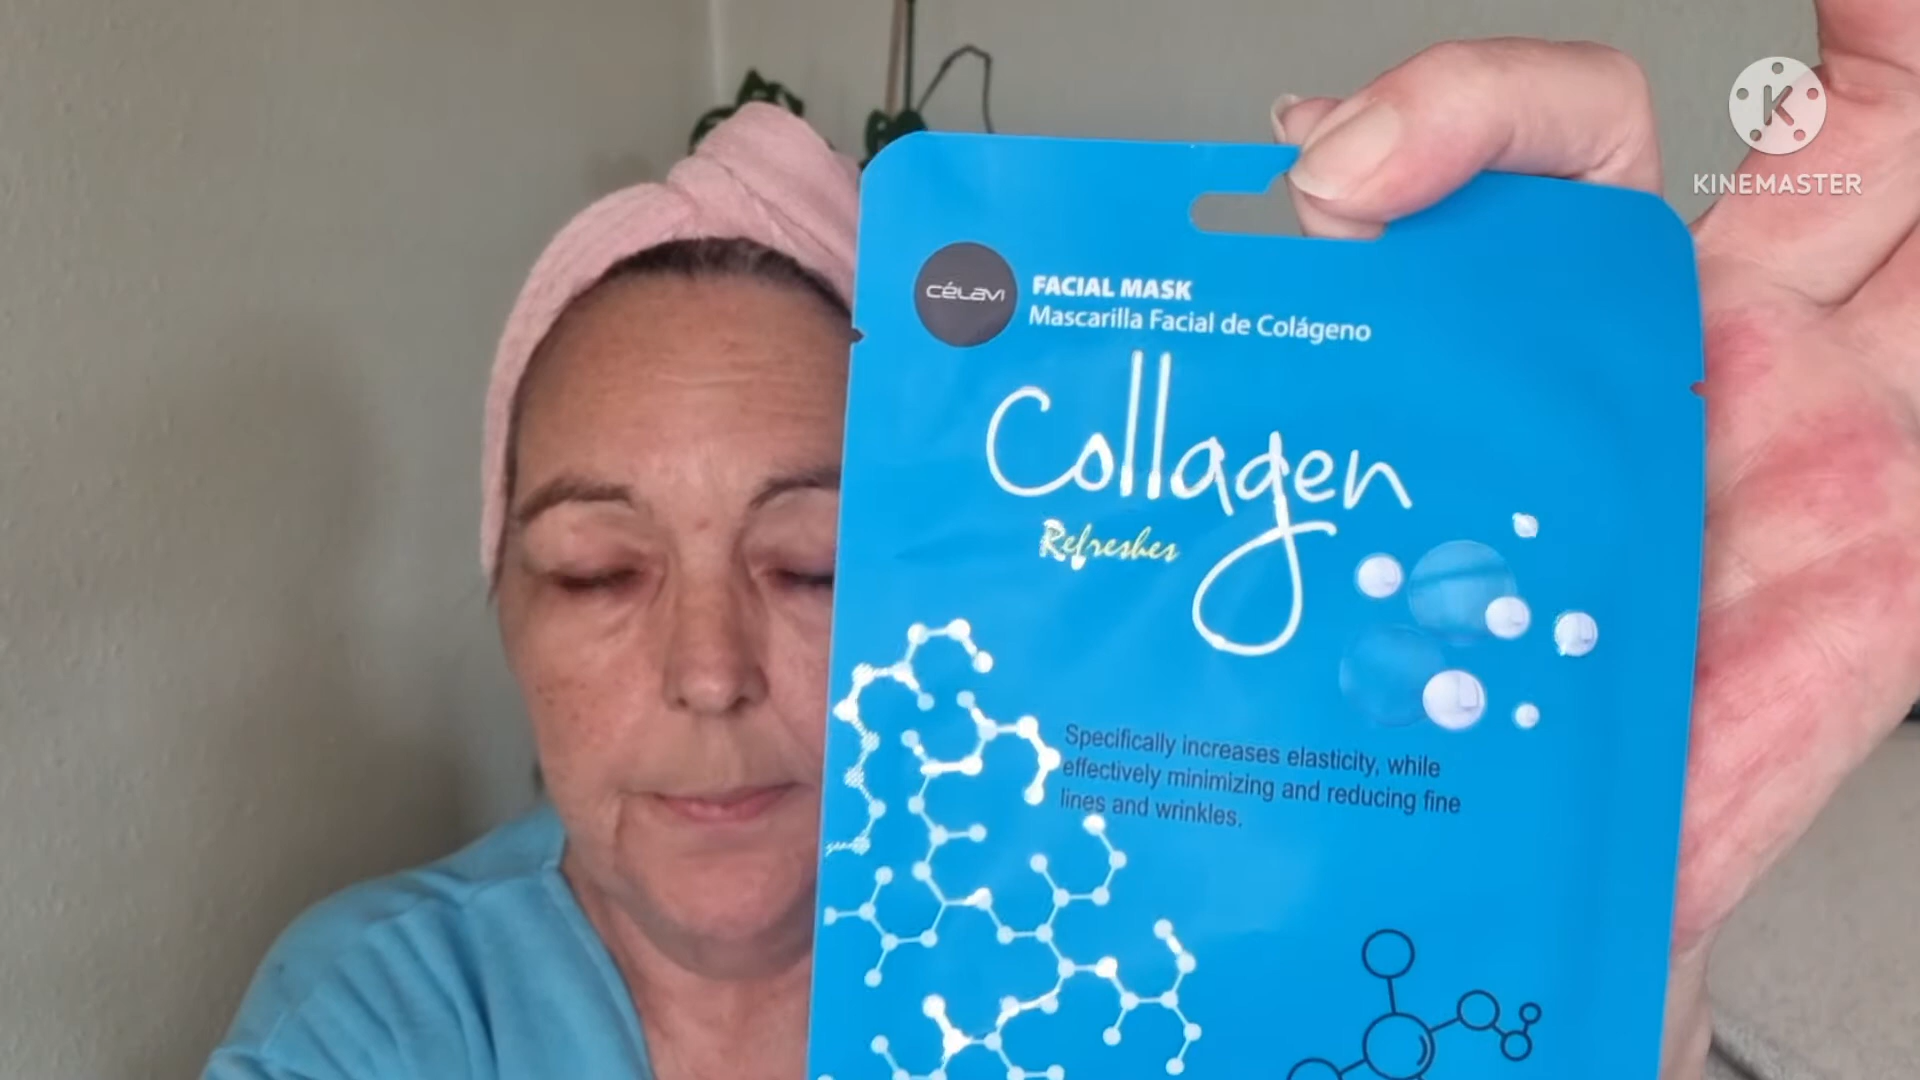 CÉLAVI
FACIAL MASK
Mascarilla Facial de Colágeno
Collagen
Refreshes
Specifically increases elasticity, while
effectively minimizing and reducing fine
lines and wrinkles.
K
KINEMASTER